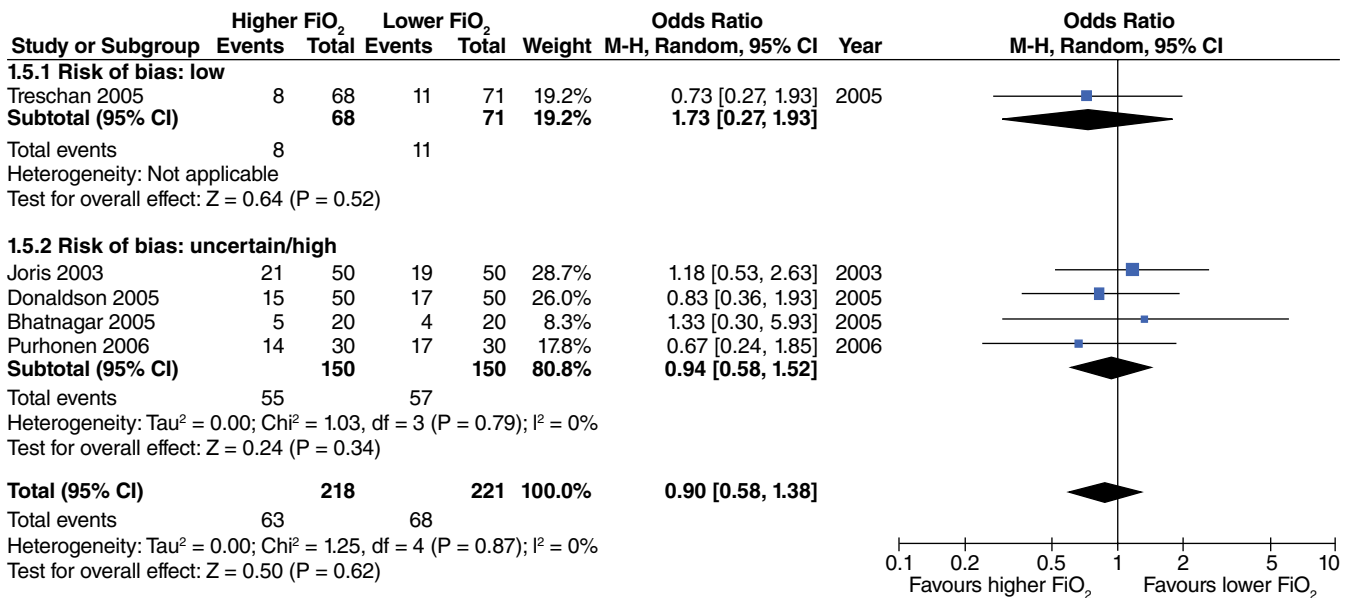 Higher FiO₂ Lower FiO₂ Odds Ratio Odds Ratio
Study or Subgroup Events Total Events Total Weight M-H, Random, 95% CI Year M-H, Random, 95% CI
1.5.1 Risk of bias: low
Treschan 2005 8 68 11 71 19.2% 0.73 [0.27, 1.93] 2005
Subtotal (95% CI) 68 71 19.2% 1.73 [0.27, 1.93]
Total events 8 11
Heterogeneity: Not applicable
Test for overall effect: Z = 0.64 (P = 0.52)
1.5.2 Risk of bias: uncertain/high
Joris 2003 21 50 19 50 28.7% 1.18 [0.53, 2.63] 2003
Donaldson 2005 15 50 17 50 26.0% 0.83 [0.36, 1.93] 2005
Bhatnagar 2005 5 20 4 20 8.3% 1.33 [0.30, 5.93] 2005
Purhonen 2006 14 30 17 30 17.8% 0.67 [0.24, 1.85] 2006
Subtotal (95% CI) 150 150 80.8% 0.94 [0.58, 1.52]
Total events 55 57
Heterogeneity: Tau² = 0.00; Chi² = 1.03, df = 3 (P = 0.79); I² = 0%
Test for overall effect: Z = 0.24 (P = 0.34)
Total (95% CI) 218 221 100.0% 0.90 [0.58, 1.38]
Total events 63 68
Heterogeneity: Tau² = 0.00; Chi² = 1.25, df = 4 (P = 0.87); I² = 0%
Test for overall effect: Z = 0.50 (P = 0.62)
0.1 0.2 0.5 1 2 5 10
Favours higher FiO₂ Favours lower FiO₂